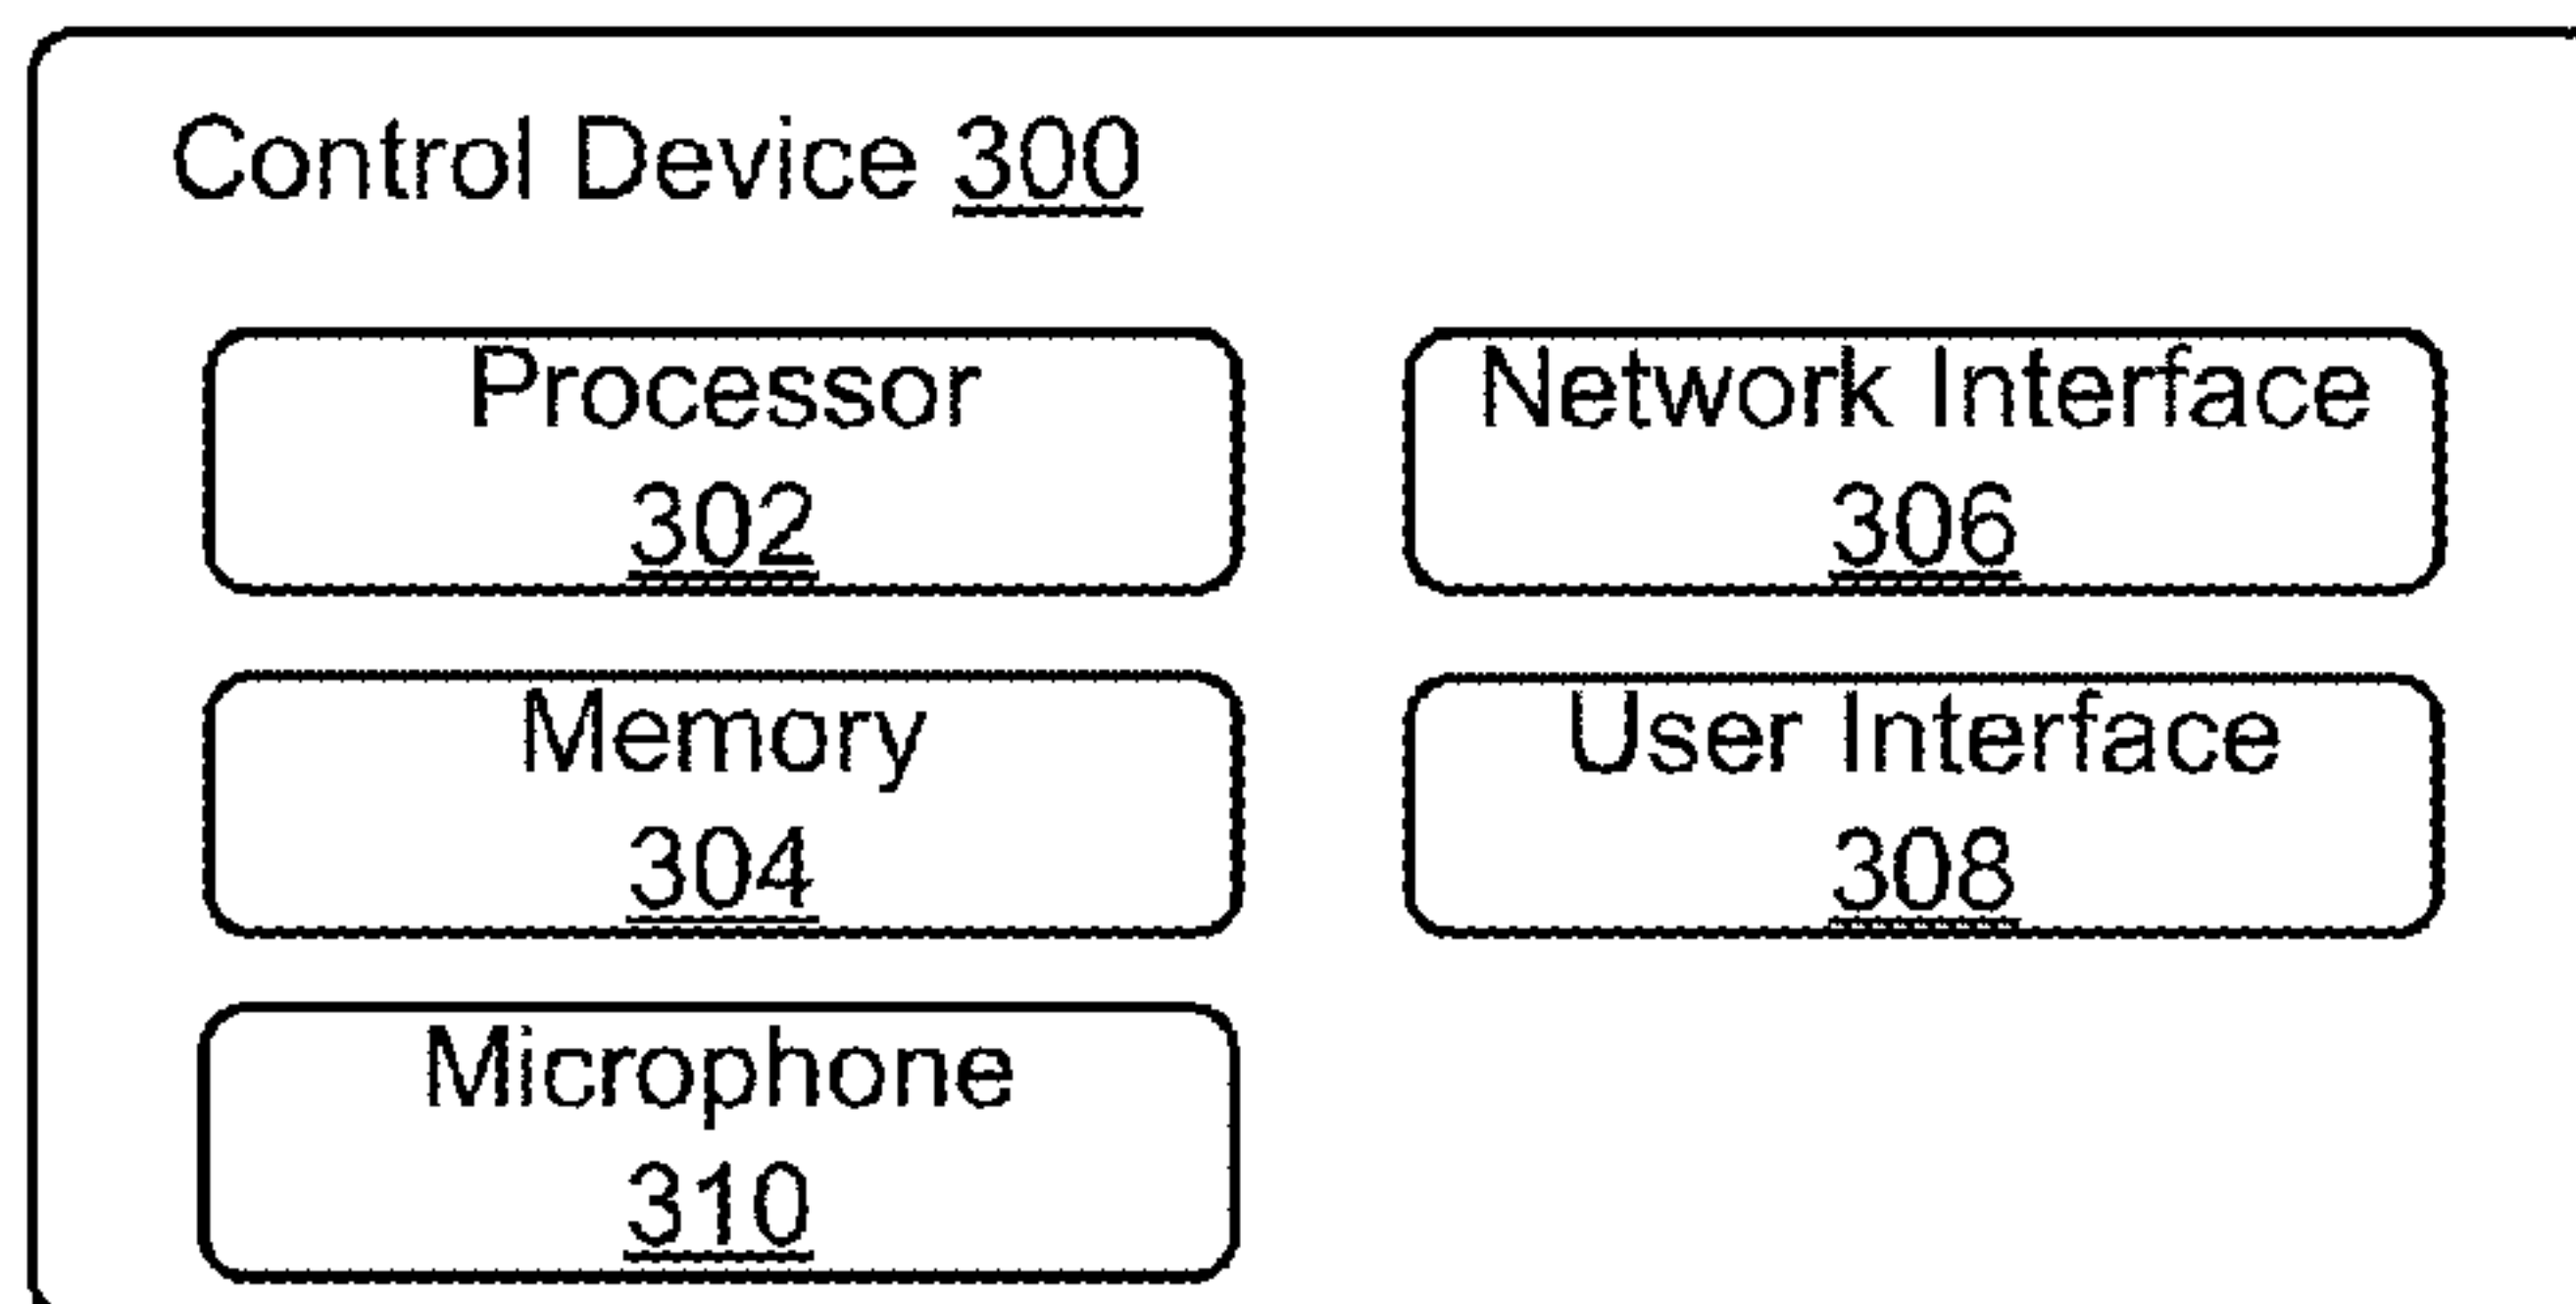 Control Device 300
Processor
302
Network Interface
306
Memory
304
User Interface
308
Microphone
310